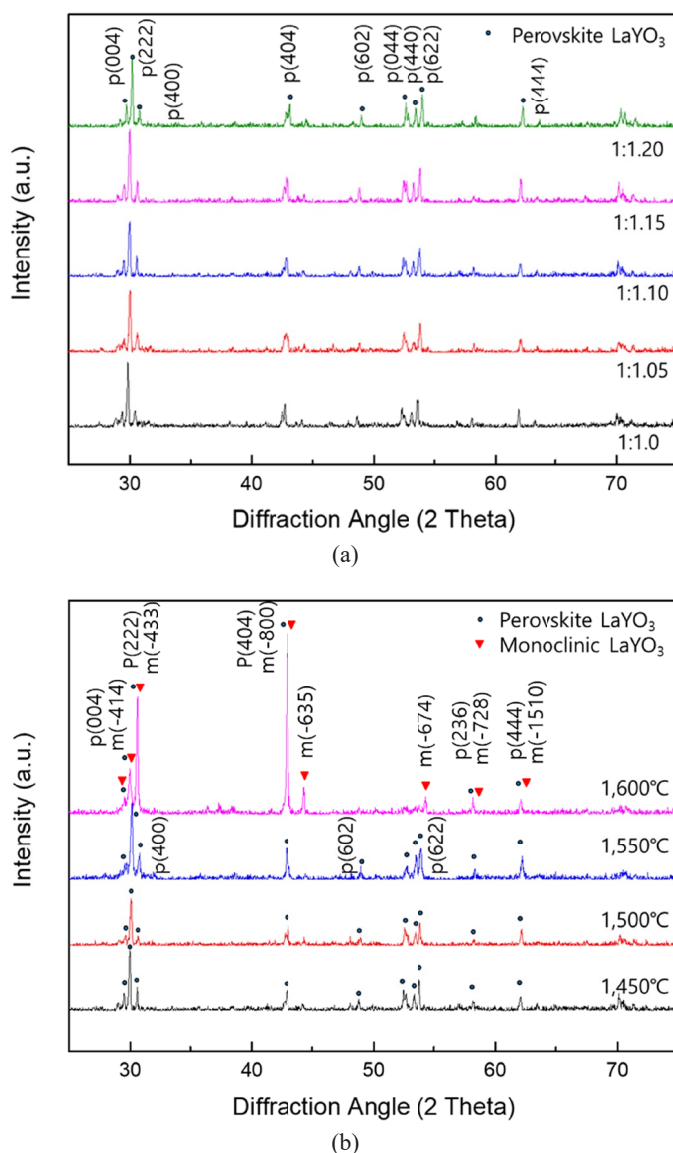 p(004)
p(222)
p(400)
p(404)
p(602)
p(044)
p(440)
p(622)
p(444)
Perovskite LaYO₃
1:1.20
1:1.15
1:1.10
1:1.05
1:1.0
Intensity (a.u.)
30 40 50 60 70
Diffraction Angle (2 Theta)
(a)
p(004)
m(-414)
P(222)
m(-433)
P(404)
m(-800)
m(-635)
m(-674)
p(236)
m(-728)
p(444)
m(-1510)
Perovskite LaYO₃
Monoclinic LaYO₃
1,600℃
p(400)
p(602)
p(622)
1,550℃
1,500℃
1,450℃
Intensity (a.u.)
30 40 50 60 70
Diffraction Angle (2 Theta)
(b)